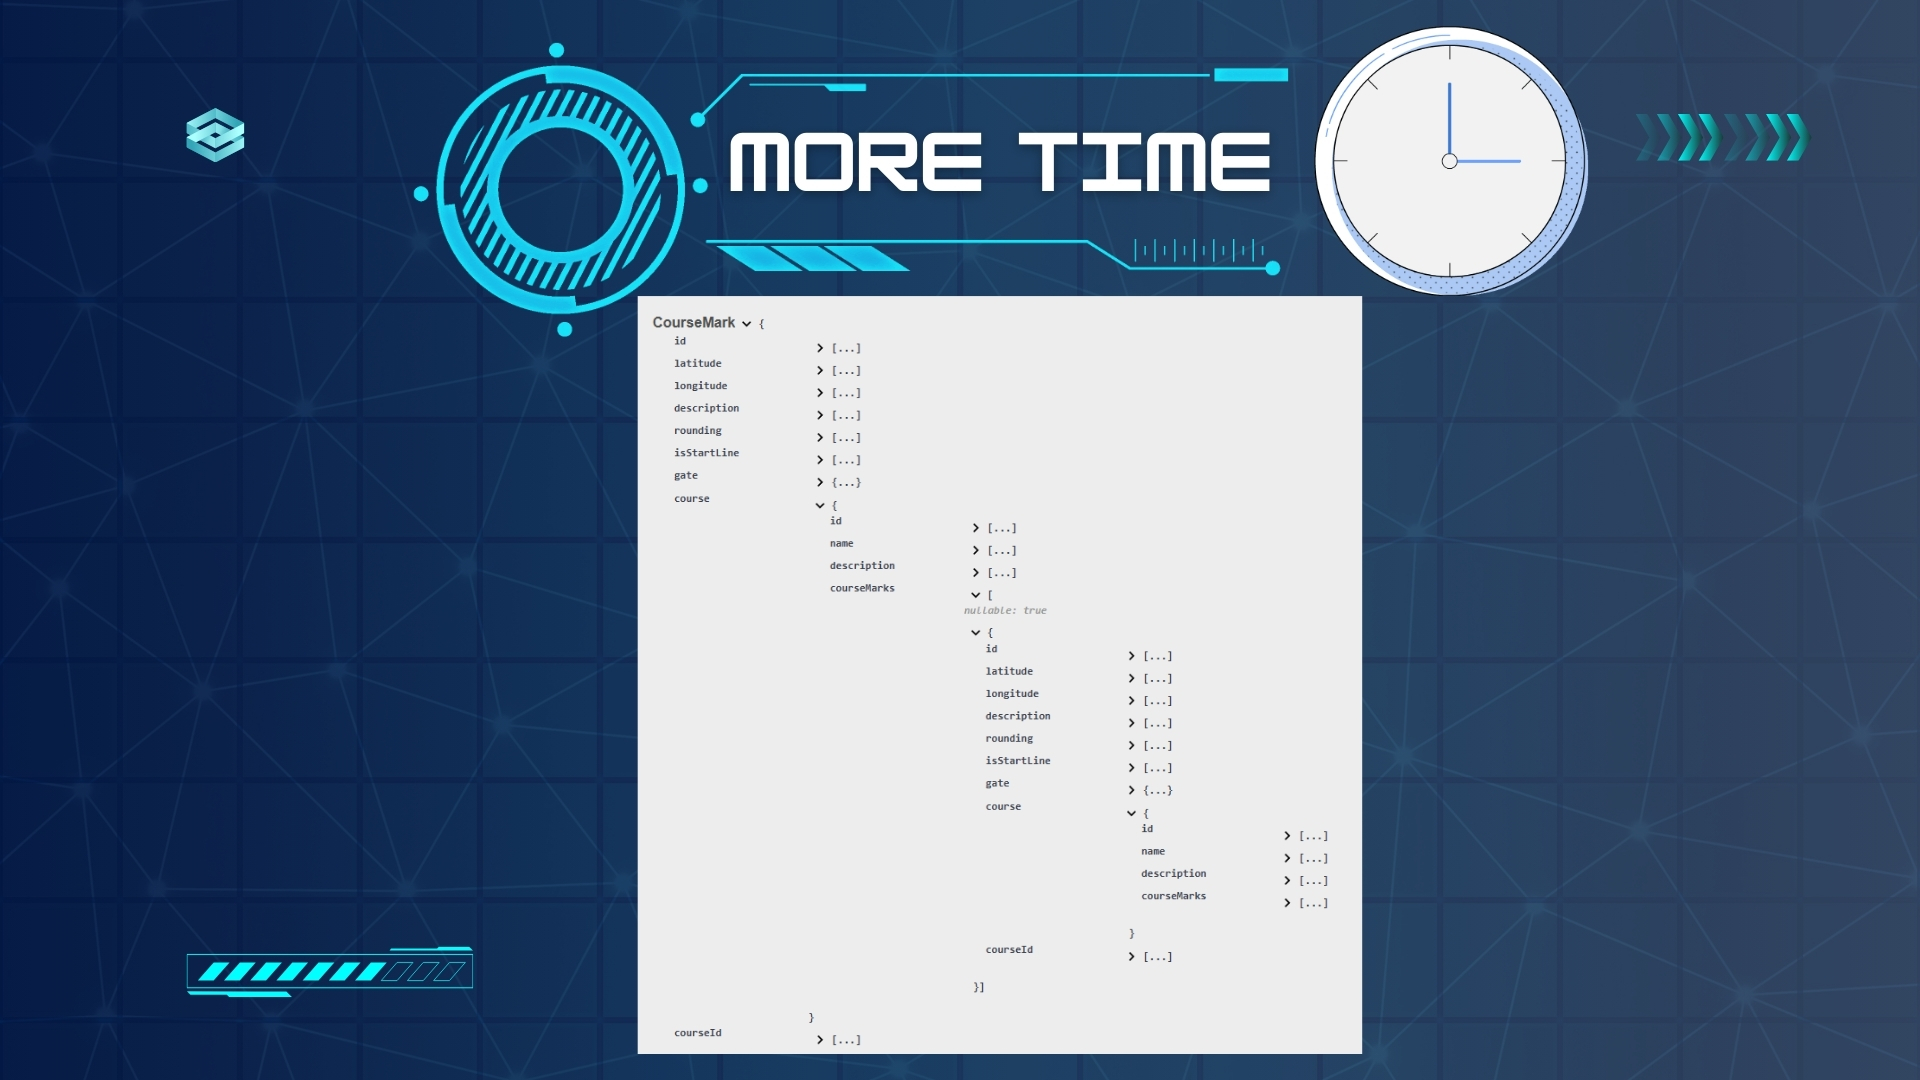 MORE TIME
CourseMark {
id [...]
latitude [...]
longitude [...]
description [...]
rounding [...]
isStartLine [...]
gate {...}
course {
id [...]
name [...]
description [...]
courseMarks [
nullable: true
{
id [...]
latitude [...]
longitude [...]
description [...]
rounding [...]
isStartLine [...]
gate {...}
course {
id [...]
name [...]
description [...]
courseMarks [...]
}
courseId [...]
}]
}
courseId [...]